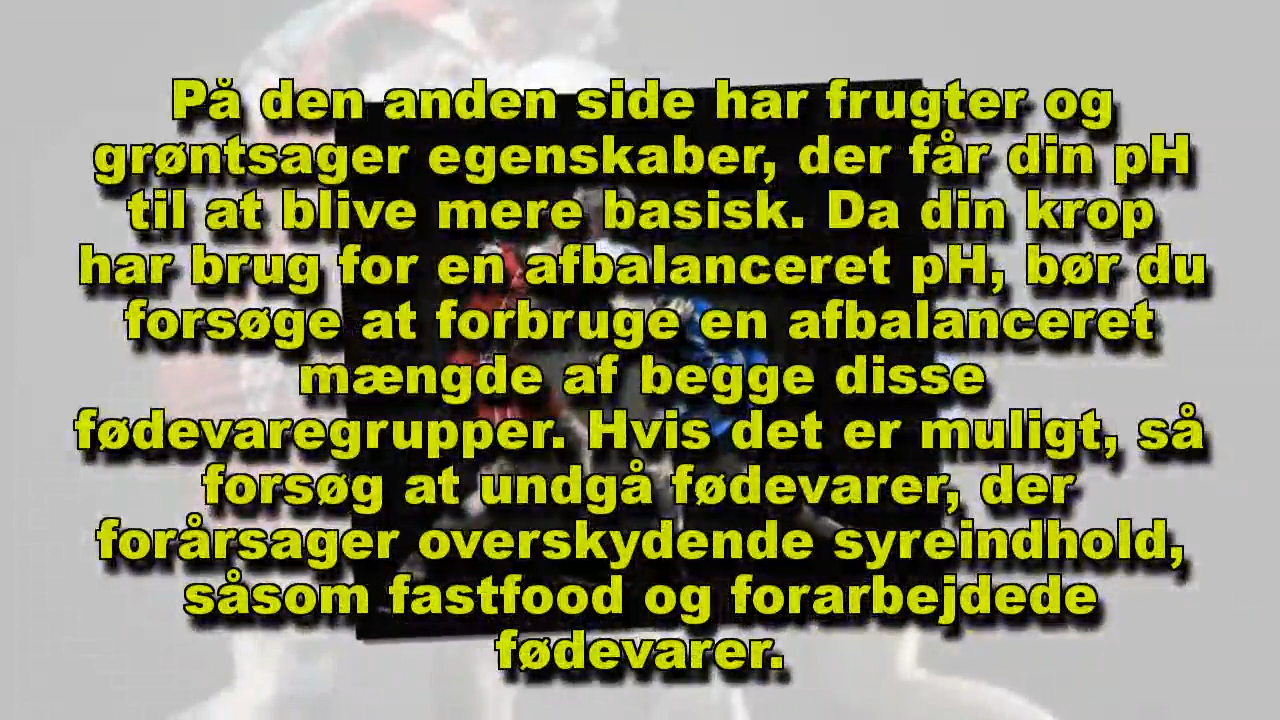 På den anden side har frugter og
grøntsager egenskaber, der får din pH
til at blive mere basisk. Da din krop
har brug for en afbalanceret pH, bør du
forsøge at forbruge en afbalanceret
mængde af begge disse
fødevaregrupper. Hvis det er muligt, så
forsøg at undgå fødevarer, der
forårsager overskydende syreindhold,
såsom fastfood og forarbejdede
fødevarer.